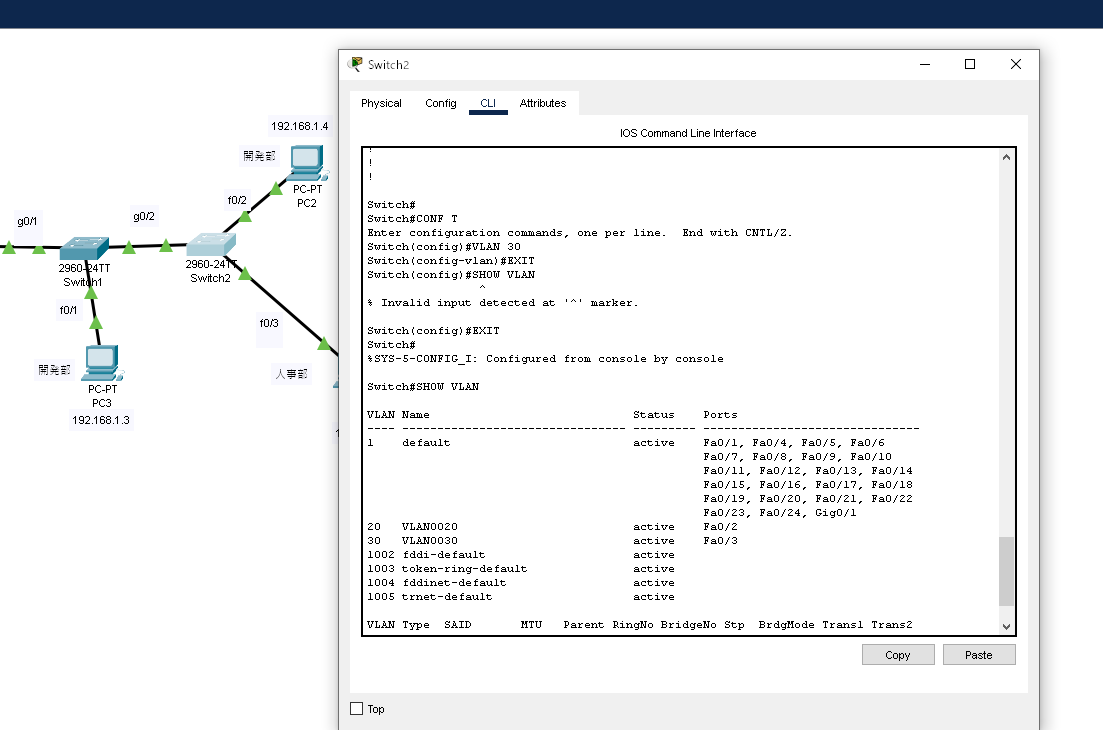 192.168.1.4
開発部
PC-PT
PC2
f0/2
g0/1
g0/2
2960-24TT
Switch1
2960-24TT
Switch2
f0/1
f0/3
開発部
PC-PT
PC3
192.168.1.3
人事部
Switch2
Physical Config CLI Attributes
IOS Command Line Interface
!
!
!
Switch#
Switch#CONF T
Enter configuration commands, one per line. End with CNTL/Z.
Switch(config)#VLAN 30
Switch(config-vlan)#EXIT
Switch(config)#SHOW VLAN
^
% Invalid input detected at '^' marker.
Switch(config)#EXIT
Switch#
%SYS-5-CONFIG_I: Configured from console by console
Switch#SHOW VLAN
VLAN Name Status Ports
---- -------------------------------- --------- -------------------------------
1 default active Fa0/1, Fa0/4, Fa0/5, Fa0/6
Fa0/7, Fa0/8, Fa0/9, Fa0/10
Fa0/11, Fa0/12, Fa0/13, Fa0/14
Fa0/15, Fa0/16, Fa0/17, Fa0/18
Fa0/19, Fa0/20, Fa0/21, Fa0/22
Fa0/23, Fa0/24, Gig0/1
20 VLAN0020 active Fa0/2
30 VLAN0030 active Fa0/3
1002 fddi-default active
1003 token-ring-default active
1004 fddinet-default active
1005 trnet-default active
VLAN Type SAID MTU Parent RingNo BridgeNo Stp BrdgMode Trans1 Trans2
Copy Paste
Top